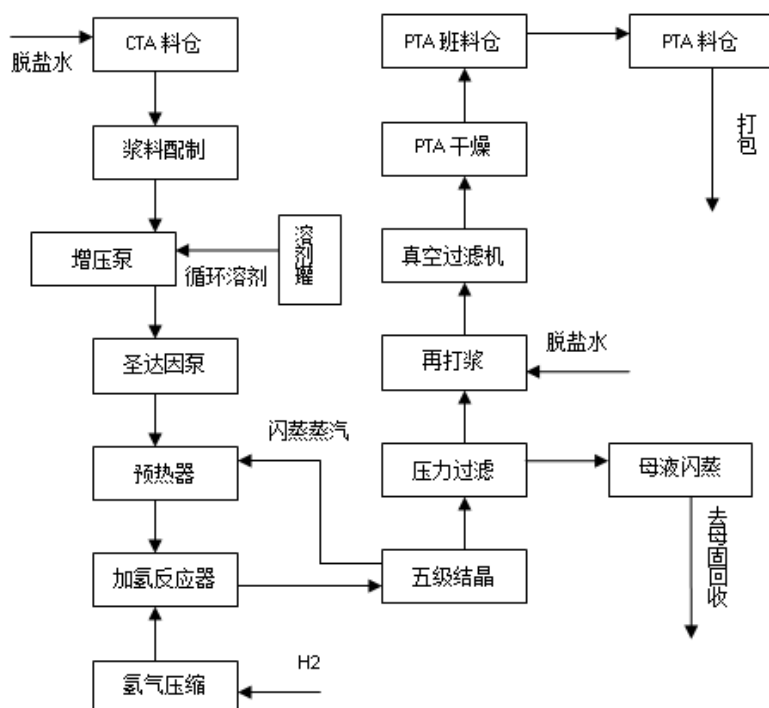 CTA 料仓
脱盐水
浆料配制
增压泵
循环溶剂
溶剂罐
圣达因泵
闪蒸蒸汽
预热器
加氢反应器
氢气压缩
H2
五级结晶
压力过滤
母液闪蒸
去母固回收
再打浆
脱盐水
真空过滤机
PTA 干燥
PTA 班料仓
PTA 料仓
打包